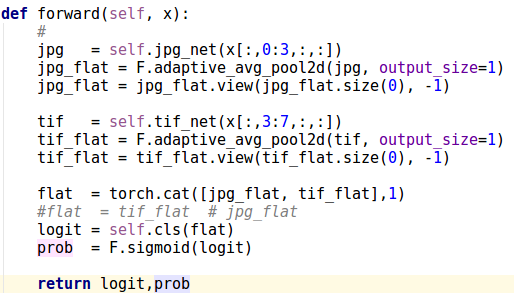 def forward(self, x):
    #
    jpg   = self.jpg_net(x[:,0:3,:,:])
    jpg_flat = F.adaptive_avg_pool2d(jpg, output_size=1)
    jpg_flat = jpg_flat.view(jpg_flat.size(0), -1)

    tif   = self.tif_net(x[:,3:7,:,:])
    tif_flat = F.adaptive_avg_pool2d(tif, output_size=1)
    tif_flat = tif_flat.view(tif_flat.size(0), -1)

    flat  = torch.cat([jpg_flat, tif_flat],1)
    #flat  = tif_flat  # jpg_flat
    logit = self.cls(flat)
    prob  = F.sigmoid(logit)

    return logit,prob